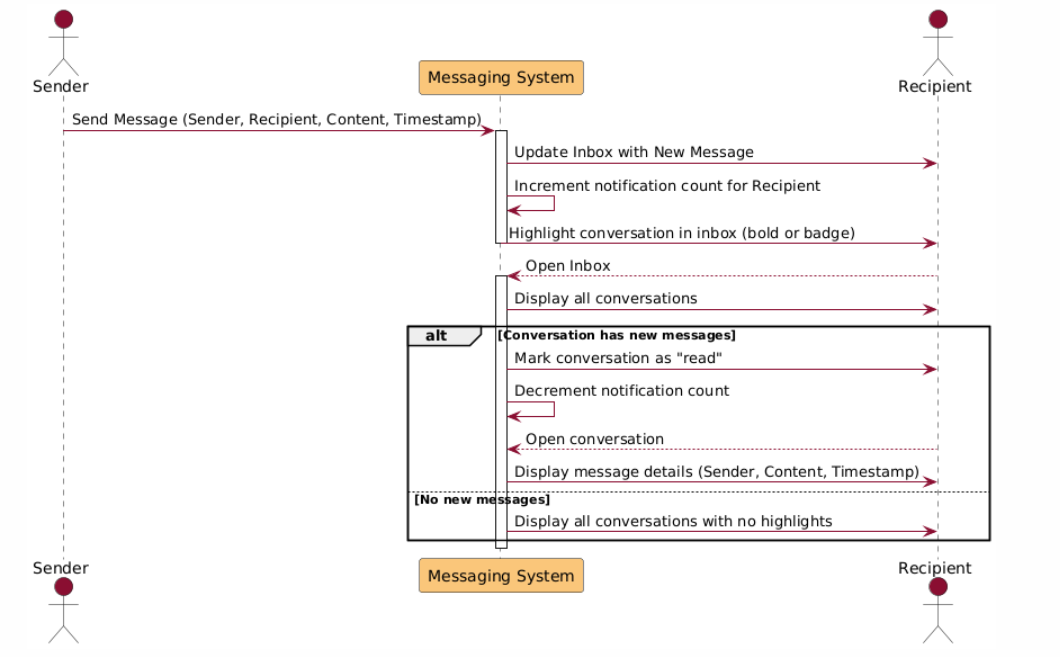 Sender
Messaging System
Recipient
Send Message (Sender, Recipient, Content, Timestamp)
Update Inbox with New Message
Increment notification count for Recipient
Highlight conversation in inbox (bold or badge)
Open Inbox
Display all conversations
alt [Conversation has new messages]
Mark conversation as "read"
Decrement notification count
Open conversation
Display message details (Sender, Content, Timestamp)
[No new messages]
Display all conversations with no highlights
Sender
Messaging System
Recipient